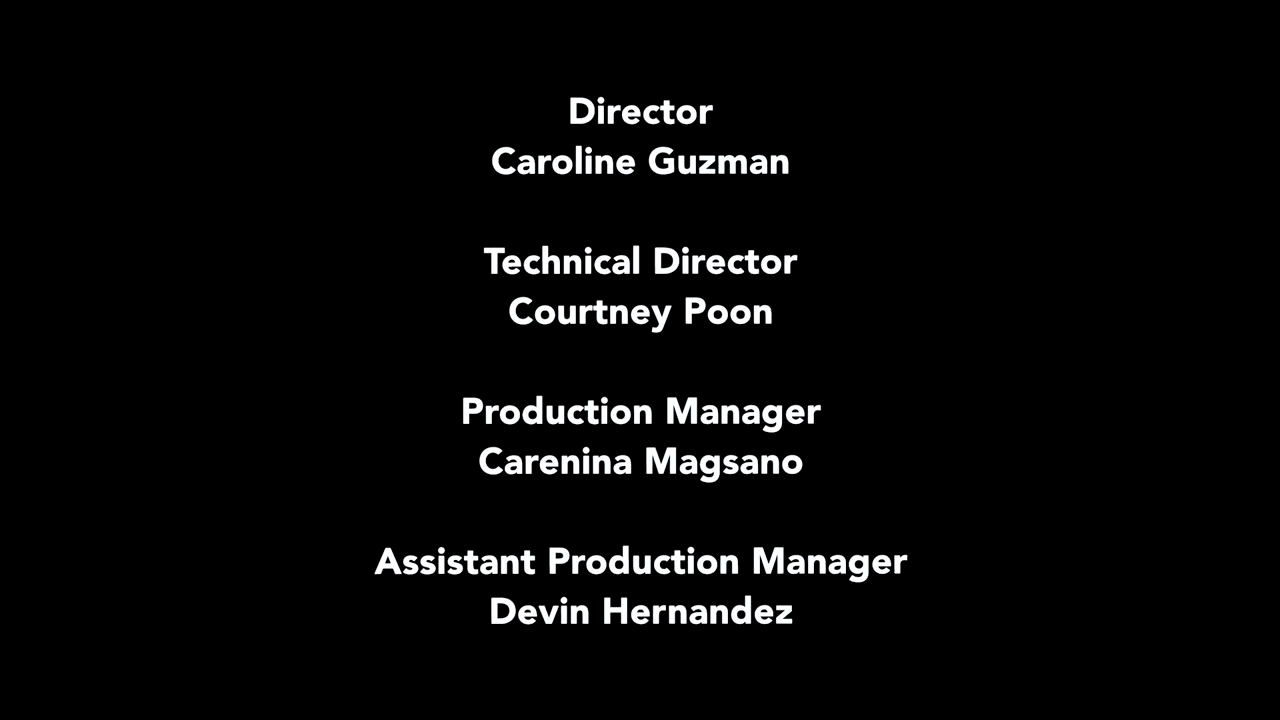 Director
Caroline Guzman
Technical Director
Courtney Poon
Production Manager
Carenina Magsano
Assistant Production Manager
Devin Hernandez